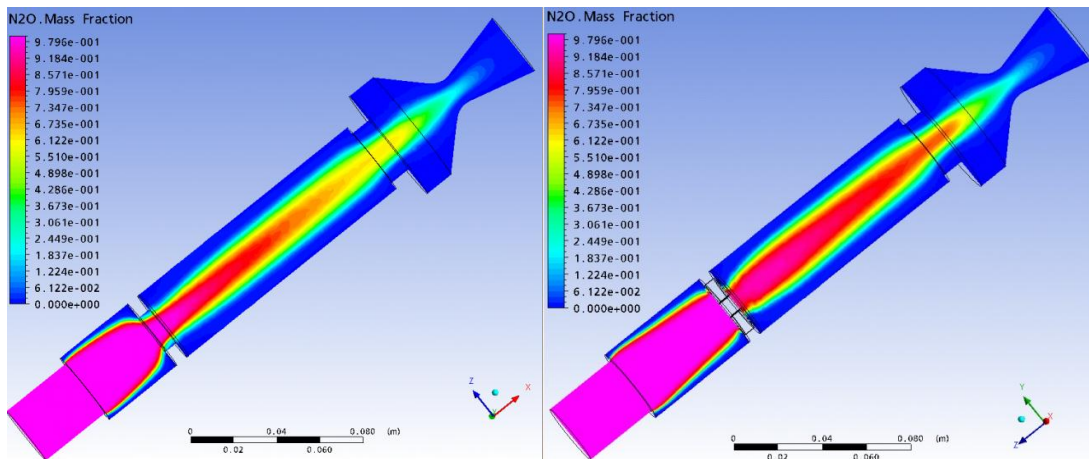 N2O.Mass Fraction
9.796e-001
9.184e-001
8.571e-001
7.959e-001
7.347e-001
6.735e-001
6.122e-001
5.510e-001
4.898e-001
4.286e-001
3.673e-001
3.061e-001
2.449e-001
1.837e-001
1.224e-001
6.122e-002
0.000e+000
Z
X
Y
0
0.04
0.080
(m)
0.02
0.060
N2O.Mass Fraction
9.796e-001
9.184e-001
8.571e-001
7.959e-001
7.347e-001
6.735e-001
6.122e-001
5.510e-001
4.898e-001
4.286e-001
3.673e-001
3.061e-001
2.449e-001
1.837e-001
1.224e-001
6.122e-002
0.000e+000
Y
X
Z
0
0.04
0.080
(m)
0.02
0.060